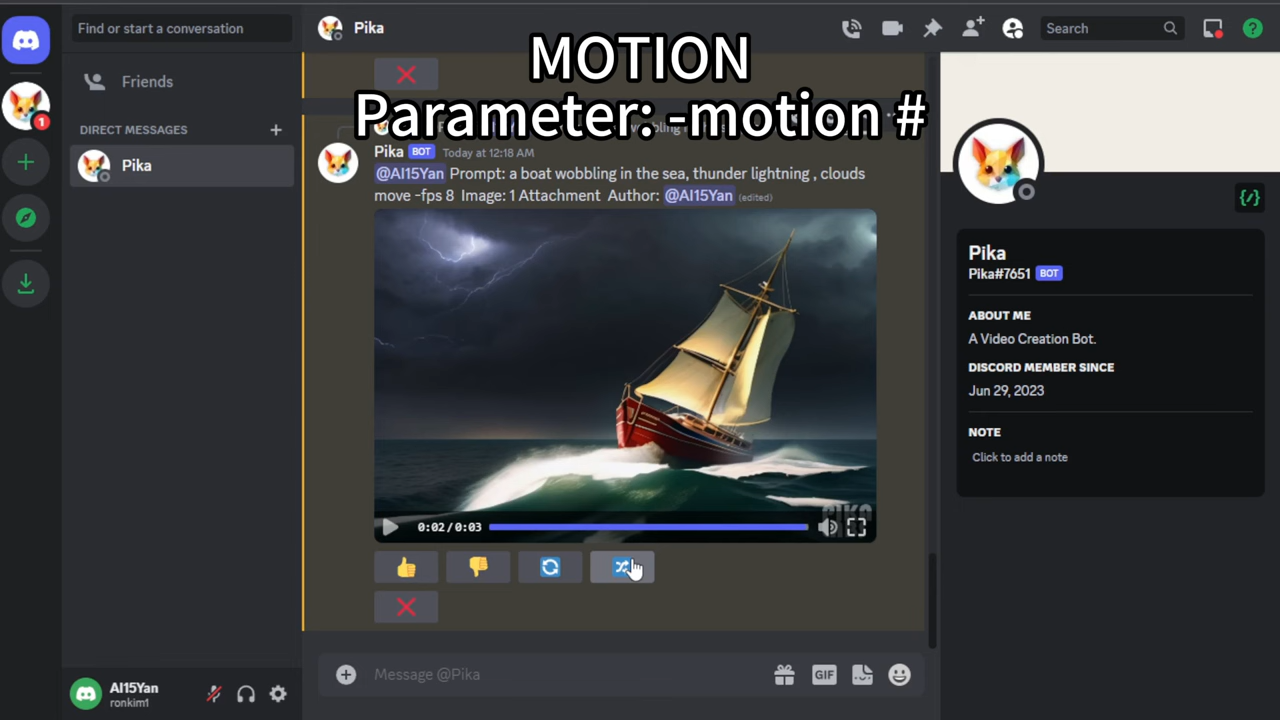 Find or start a conversation
Pika
Search
MOTION
Parameter: -motion #
Friends
DIRECT MESSAGES
Pika
1
Pika BOT Today at 12:18 AM
@AI15Yan Prompt: a boat wobbling in the sea, thunder lightning , clouds
move -fps 8 Image: 1 Attachment Author: @AI15Yan (edited)
0:02/0:03
PIKA
Message @Pika
GIF
AI15Yan
ronkim1
Pika
Pika#7651 BOT
ABOUT ME
A Video Creation Bot.
DISCORD MEMBER SINCE
Jun 29, 2023
NOTE
Click to add a note